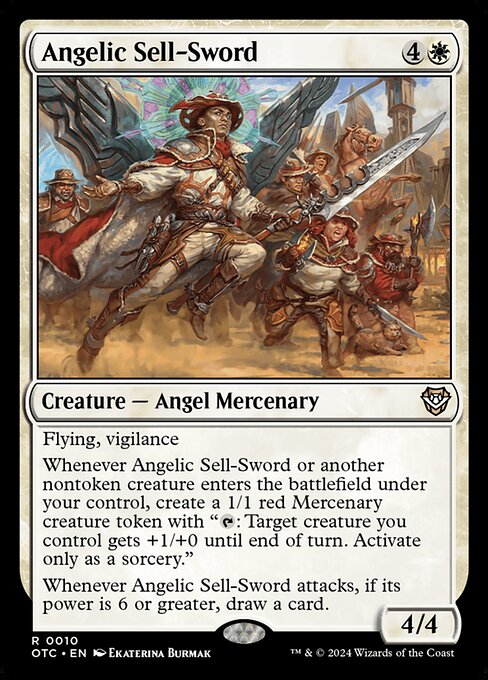 Angelic Sell-Sword 4
Creature — Angel Mercenary
Flying, vigilance
Whenever Angelic Sell-Sword or another
nontoken creature enters the battlefield under
your control, create a 1/1 red Mercenary
creature token with “: Target creature you
control gets +1/+0 until end of turn. Activate
only as a sorcery.”
Whenever Angelic Sell-Sword attacks, if its
power is 6 or greater, draw a card.
4/4
R 0010
OTC • EN Ekaterina Burmak
™ & © 2024 Wizards of the Coast